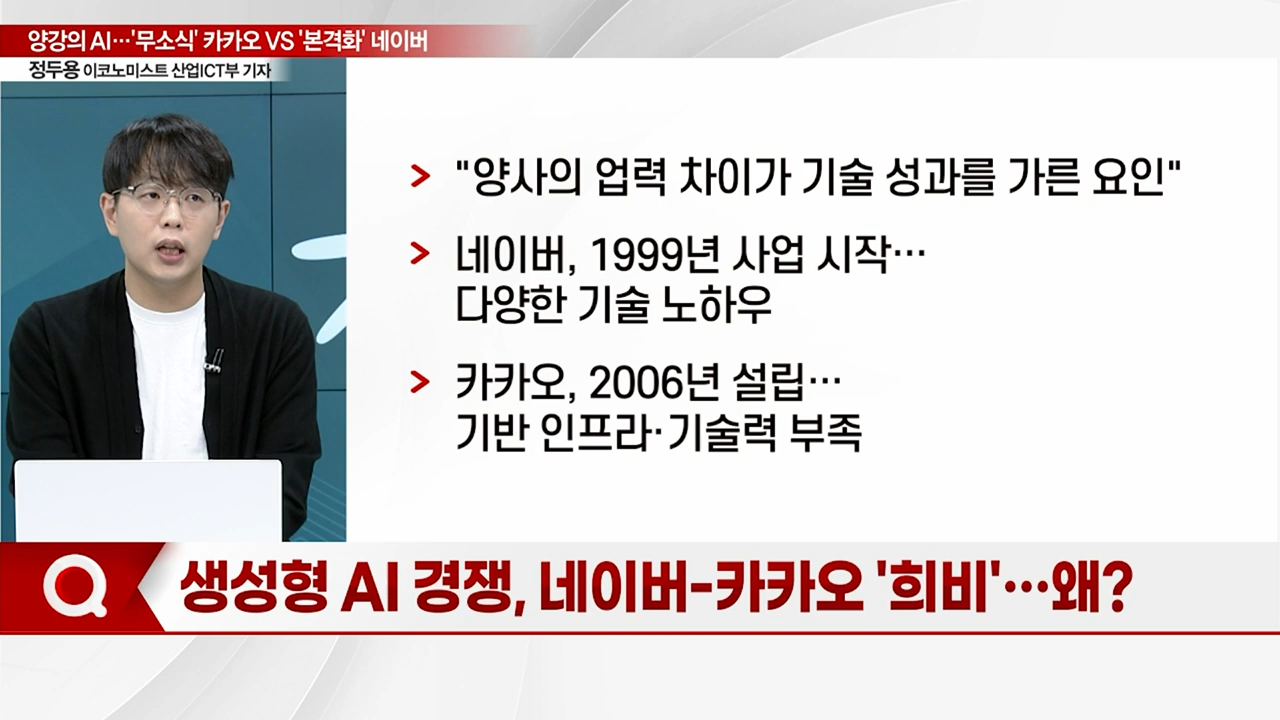 양강의 AI…'무소식' 카카오 VS '본격화' 네이버
정두용 이코노미스트 산업ICT부 기자
"양사의 업력 차이가 기술 성과를 가른 요인"
네이버, 1999년 사업 시작…
다양한 기술 노하우
카카오, 2006년 설립…
기반 인프라·기술력 부족
생성형 AI 경쟁, 네이버-카카오 '희비'…왜?